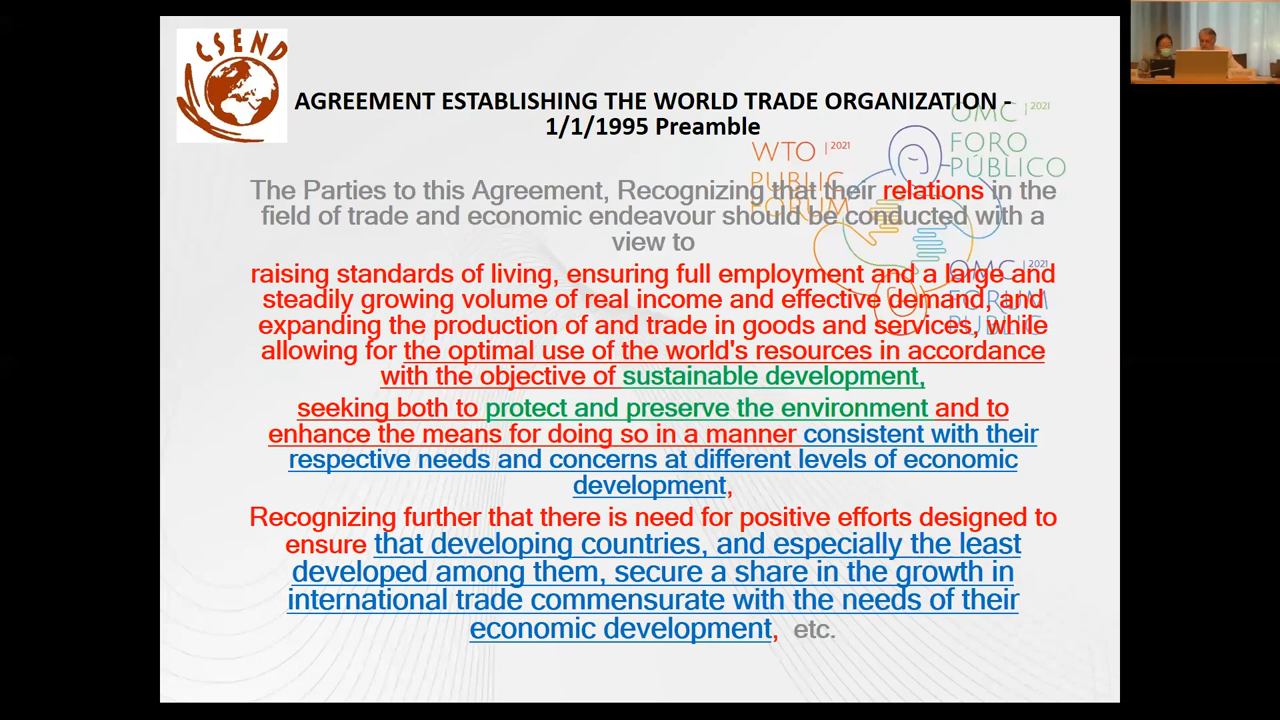 CSEND
AGREEMENT ESTABLISHING THE WORLD TRADE ORGANIZATION -
1/1/1995 Preamble
OMC | 2021
FORO
PÚBLICO
WTO | 2021
PUBLIC
FORUM
The Parties to this Agreement, Recognizing that their relations in the
field of trade and economic endeavour should be conducted with a
view to
OMC | 2021
FORUM
PUBLIC
raising standards of living, ensuring full employment and a large and
steadily growing volume of real income and effective demand, and
expanding the production of and trade in goods and services, while
allowing for the optimal use of the world's resources in accordance
with the objective of sustainable development,
seeking both to protect and preserve the environment and to
enhance the means for doing so in a manner consistent with their
respective needs and concerns at different levels of economic
development,
Recognizing further that there is need for positive efforts designed to
ensure that developing countries, and especially the least
developed among them, secure a share in the growth in
international trade commensurate with the needs of their
economic development, etc.